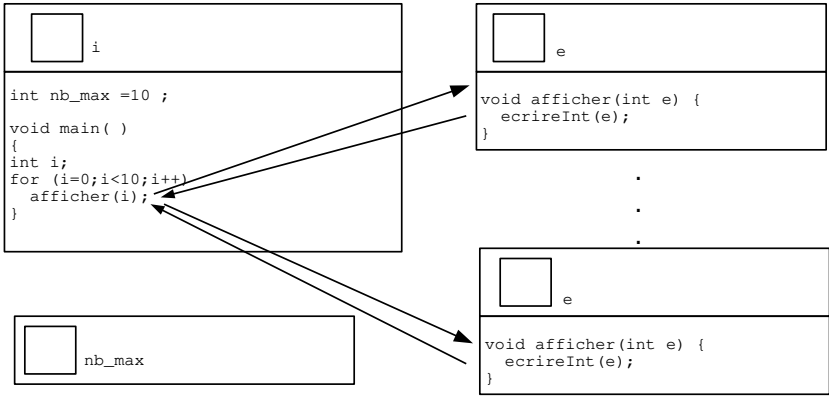 i
int nb_max =10 ;
void main( )
{
int i;
for (i=0;i<10;i++)
afficher(i);
}
nb_max
e
void afficher(int e) {
ecrireInt(e);
}
.
.
.
e
void afficher(int e) {
ecrireInt(e);
}